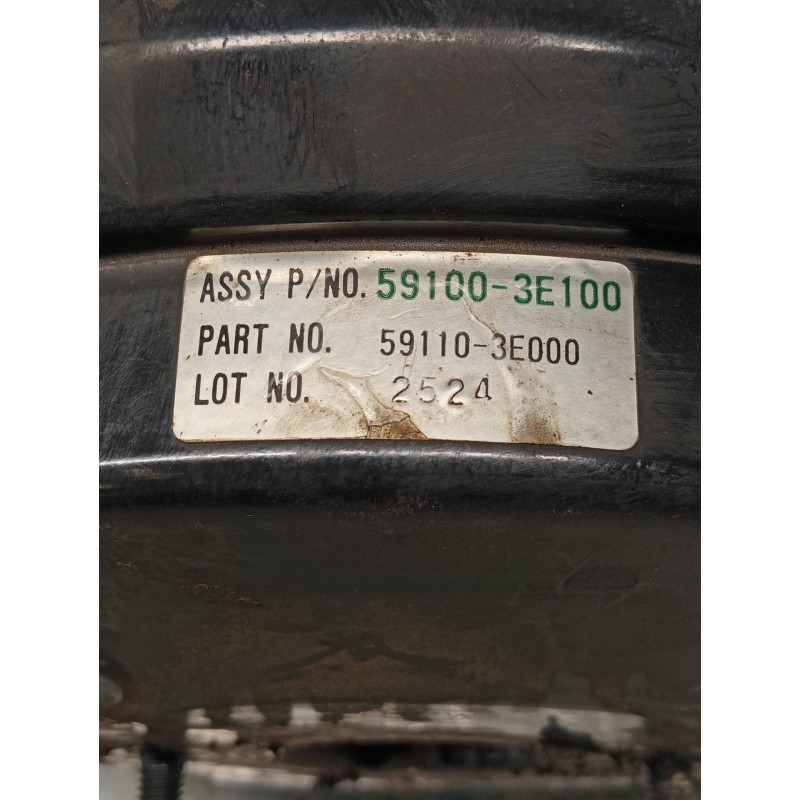 ASSY P/NO. 59100-3E100
PART NO. 59110-3E000
LOT NO. 2524